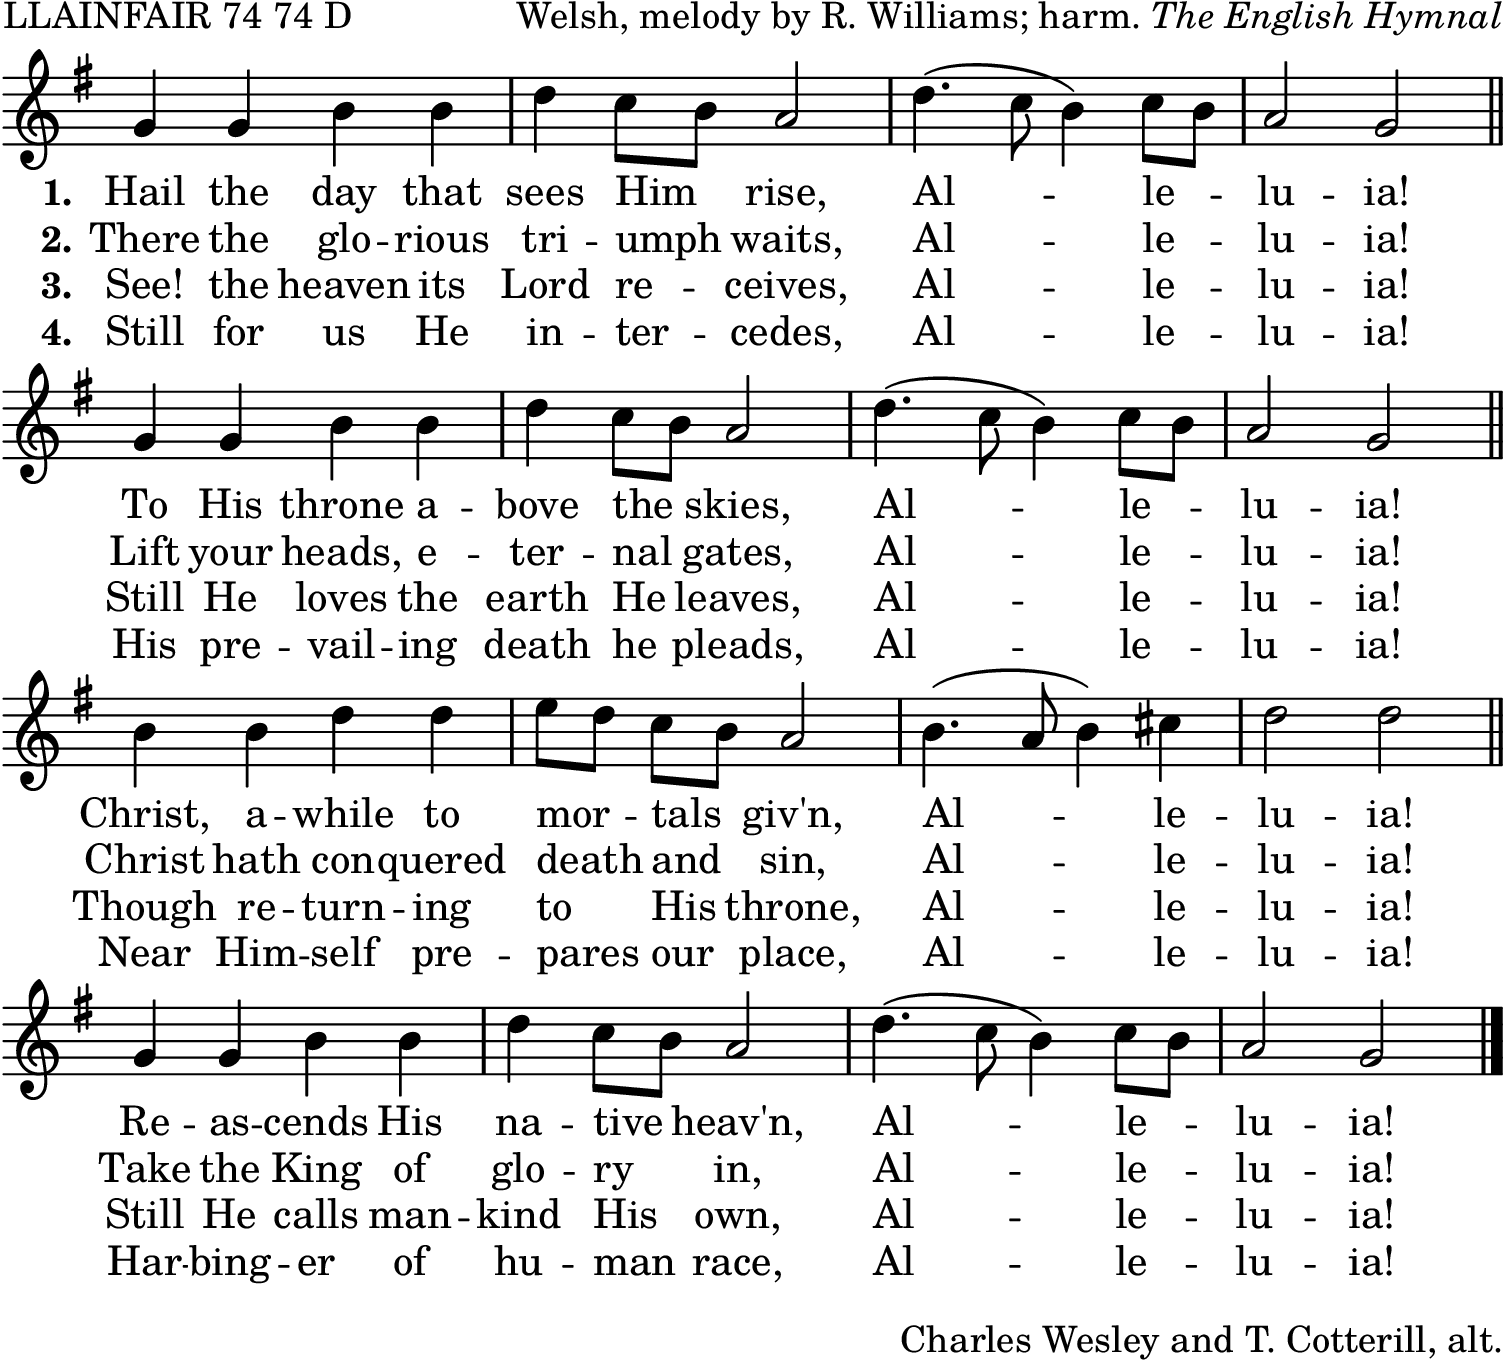 LLAINFAIR 74 74 D Welsh, melody by R. Williams; harm. The English Hymnal
1. Hail the day that sees Him rise, Al -- le -- lu -- ia!
2. There the glo -- rious tri -- umph waits, Al -- le -- lu -- ia!
3. See! the heaven its Lord re -- ceives, Al -- le -- lu -- ia!
4. Still for us He in -- ter -- cedes, Al -- le -- lu -- ia!
To His throne a -- bove the skies, Al -- le -- lu -- ia!
Lift your heads, e -- ter -- nal gates, Al -- le -- lu -- ia!
Still He loves the earth He leaves, Al -- le -- lu -- ia!
His pre -- vail -- ing death he pleads, Al -- le -- lu -- ia!
Christ, a -- while to mor -- tals giv'n, Al -- le -- lu -- ia!
Christ hath conquered death and sin, Al -- le -- lu -- ia!
Though re -- turn -- ing to His throne, Al -- le -- lu -- ia!
Near Him -- self pre -- pares our place, Al -- le -- lu -- ia!
Re -- as -- cends His na -- tive heav'n, Al -- le -- lu -- ia!
Take the King of glo -- ry in, Al -- le -- lu -- ia!
Still He calls man -- kind His own, Al -- le -- lu -- ia!
Har -- bing -- er of hu -- man race, Al -- le -- lu -- ia!
Charles Wesley and T. Cotterill, alt.